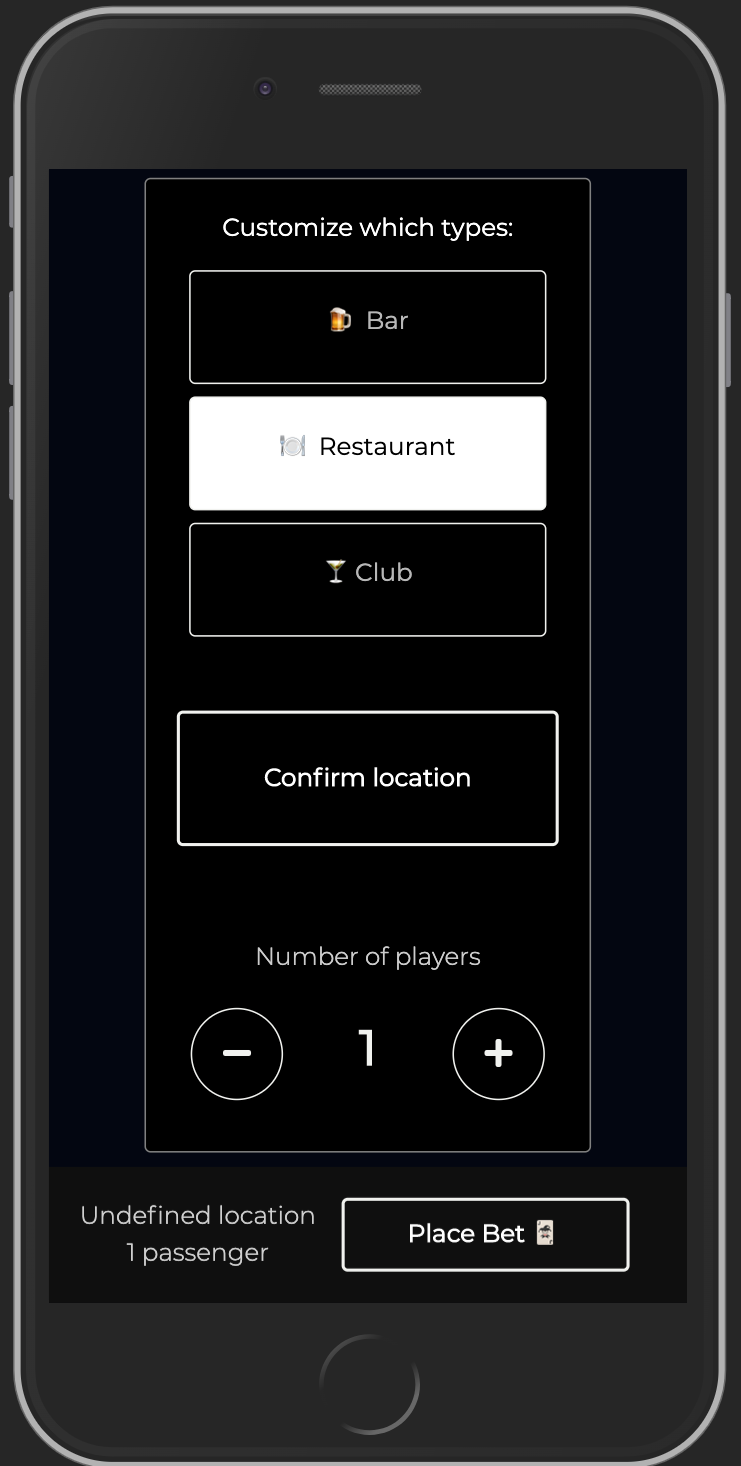 Customize which types:
🍺 Bar
🍽️ Restaurant
🍸 Club
Confirm location
Number of players
1
Undefined location
1 passenger
Place Bet 🃏